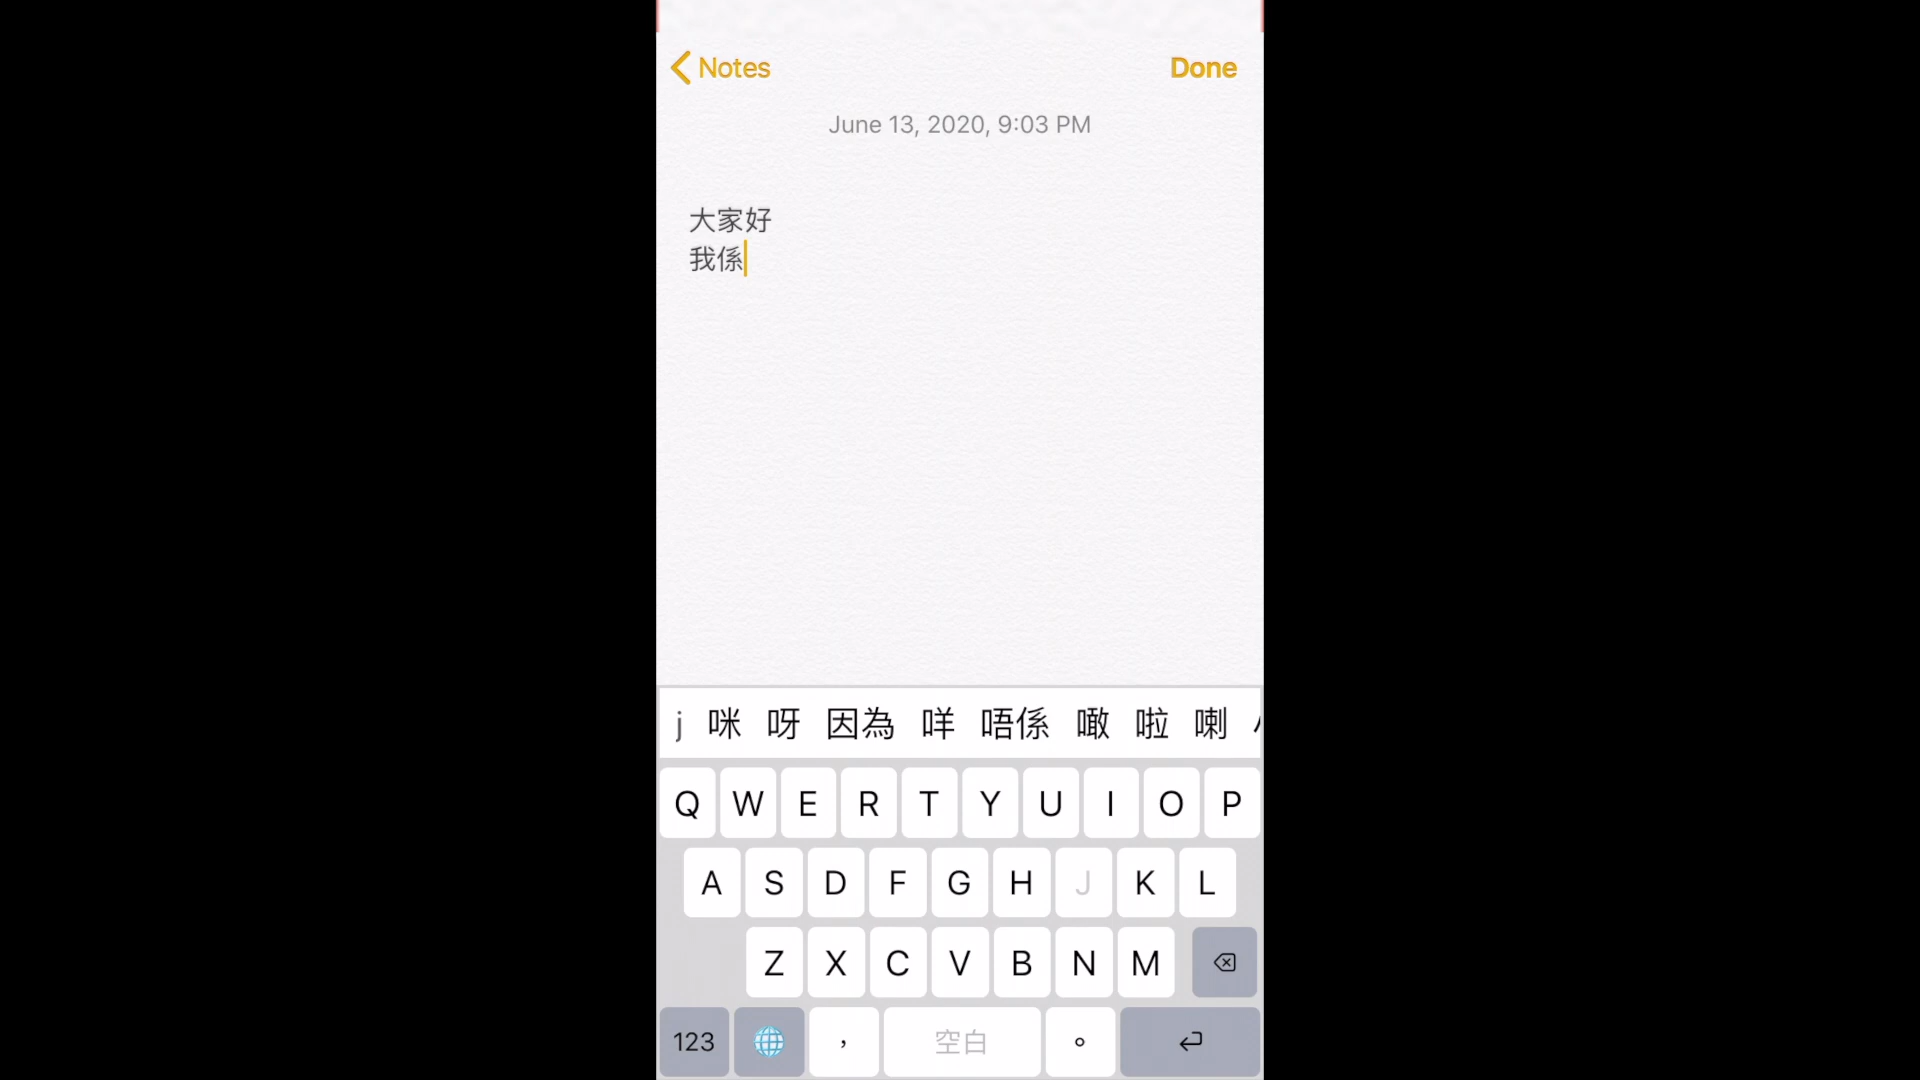 Notes Done
June 13, 2020, 9:03 PM
大家好
我係
j 咪 呀 因為 咩 唔係 噉 啦 喇
Q W E R T Y U I O P
A S D F G H J K L
Z X C V B N M
123 ， 空白 。